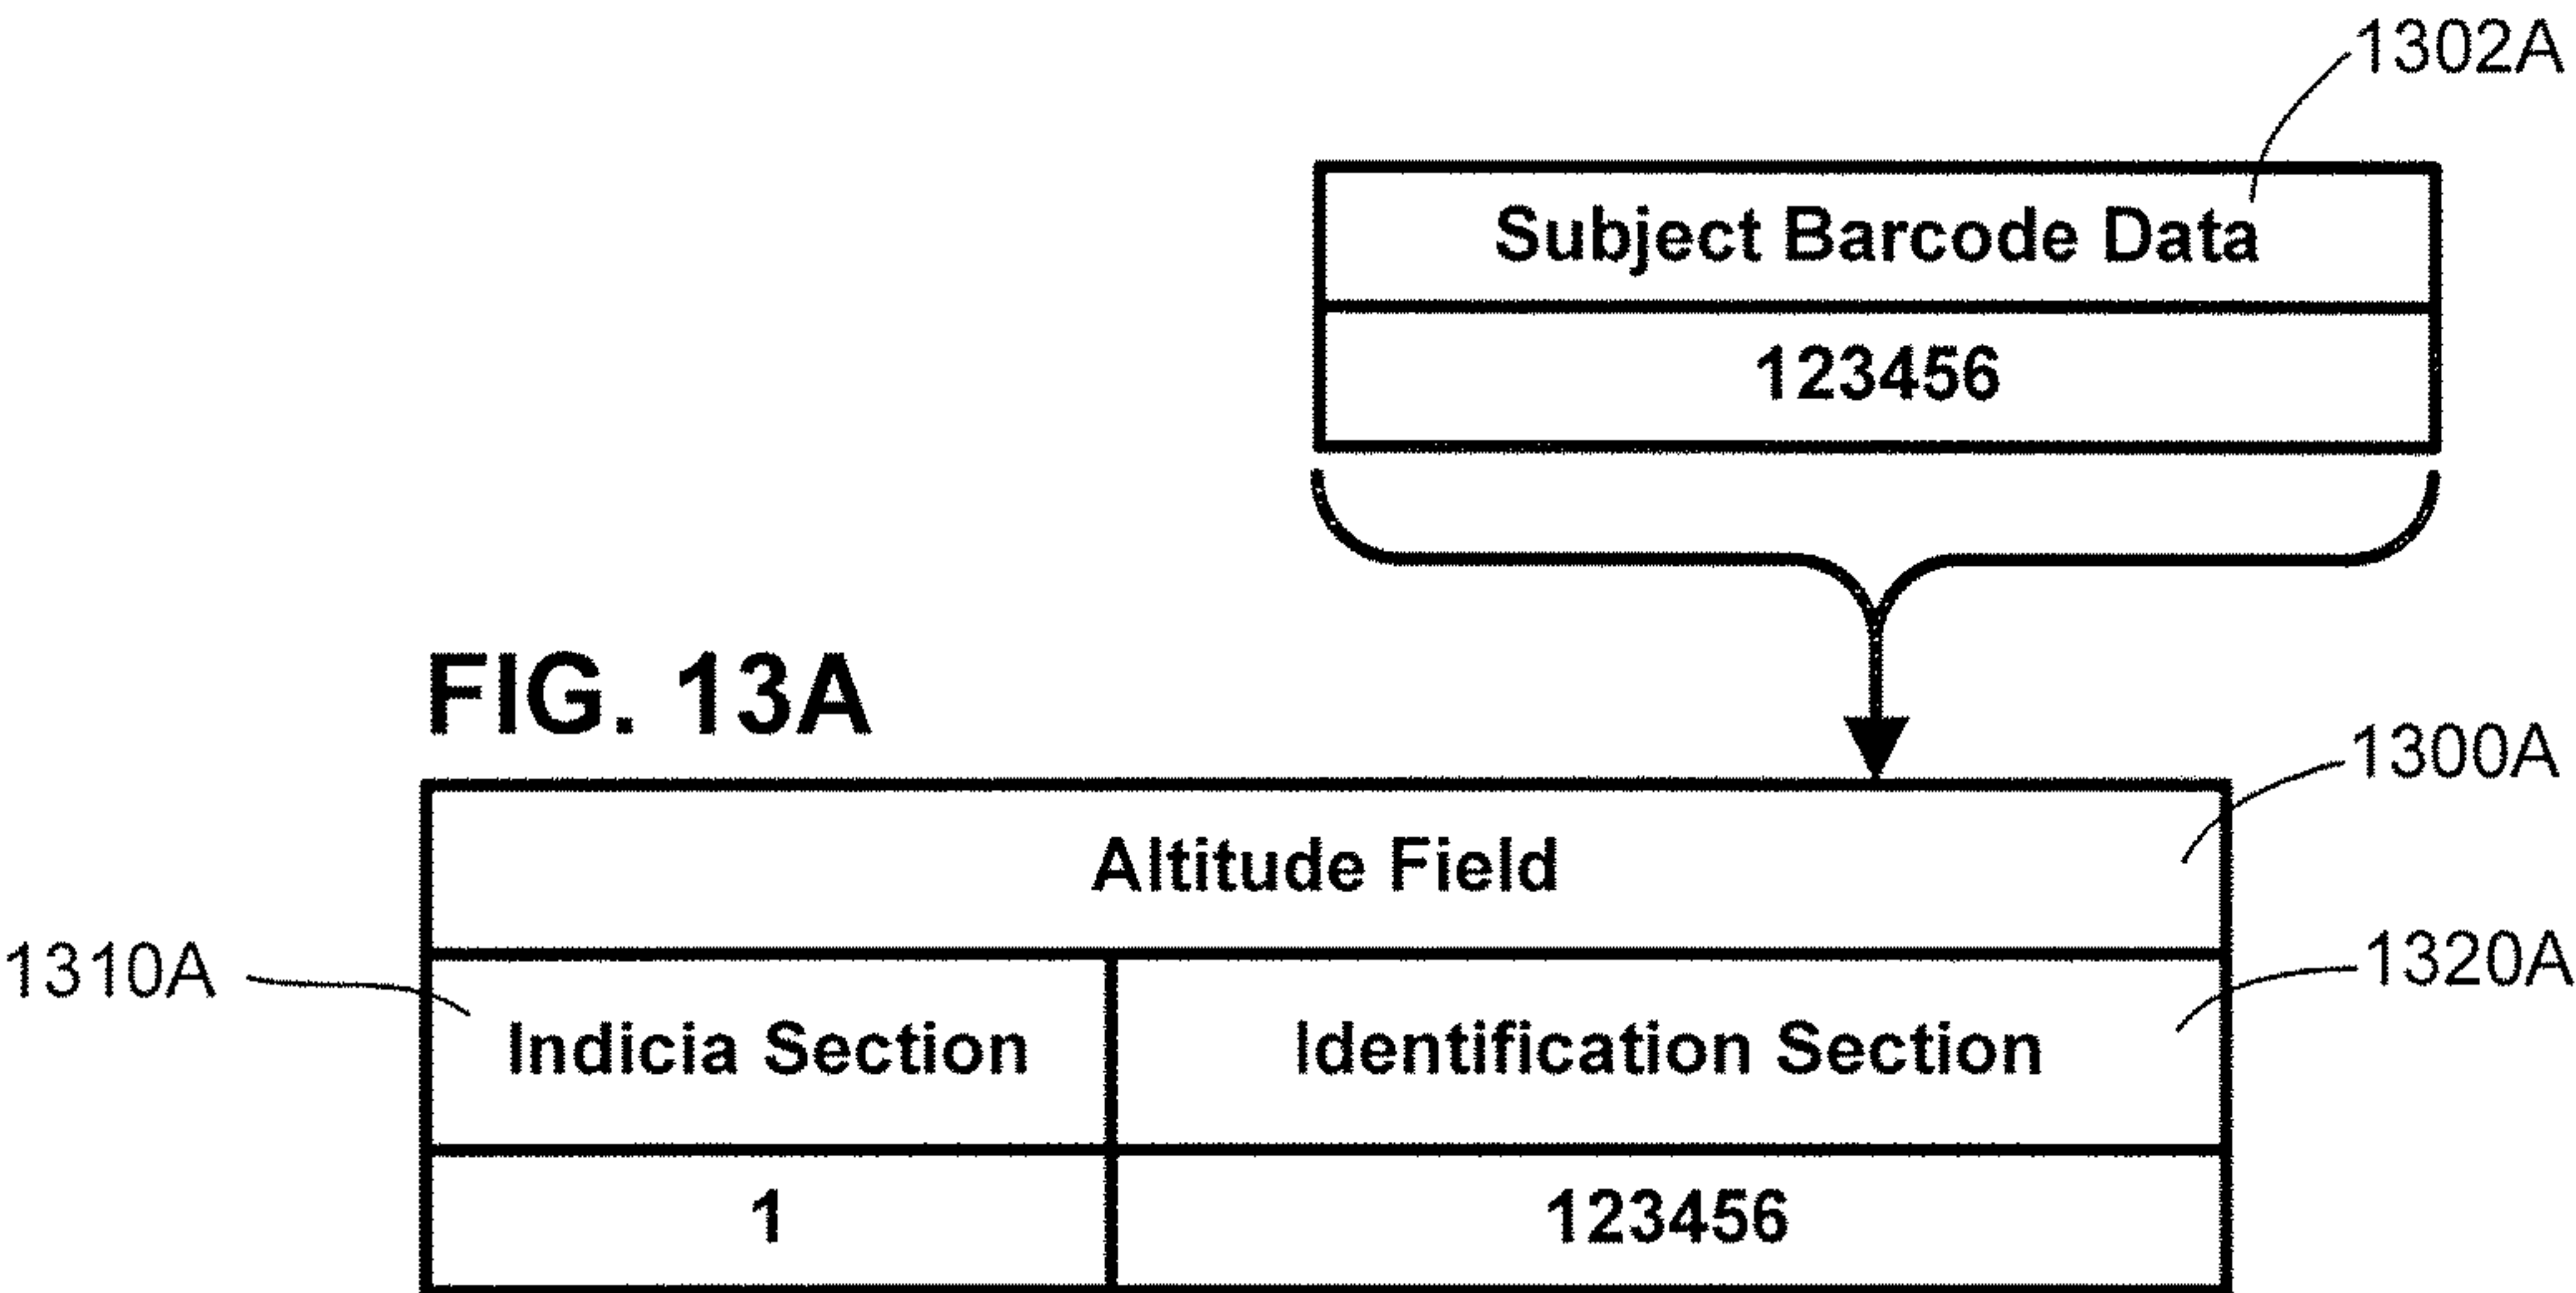 1302A
Subject Barcode Data
123456
FIG. 13A
1300A
Altitude Field
1310A
Indicia Section
Identification Section
1320A
1
123456